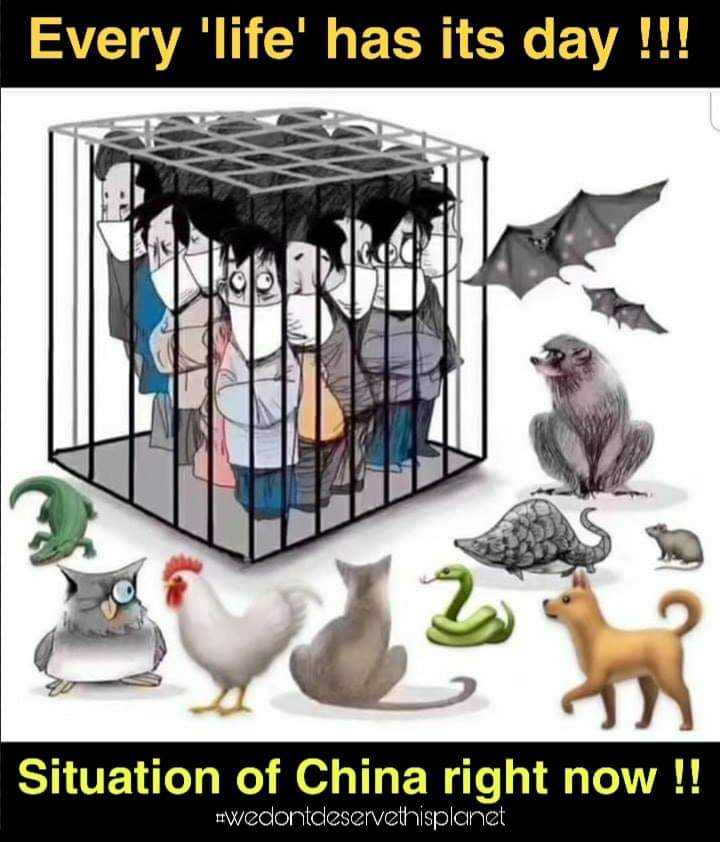 Every 'life' has its day !!!
Situation of China right now !!
#wedontdeservethisplanet